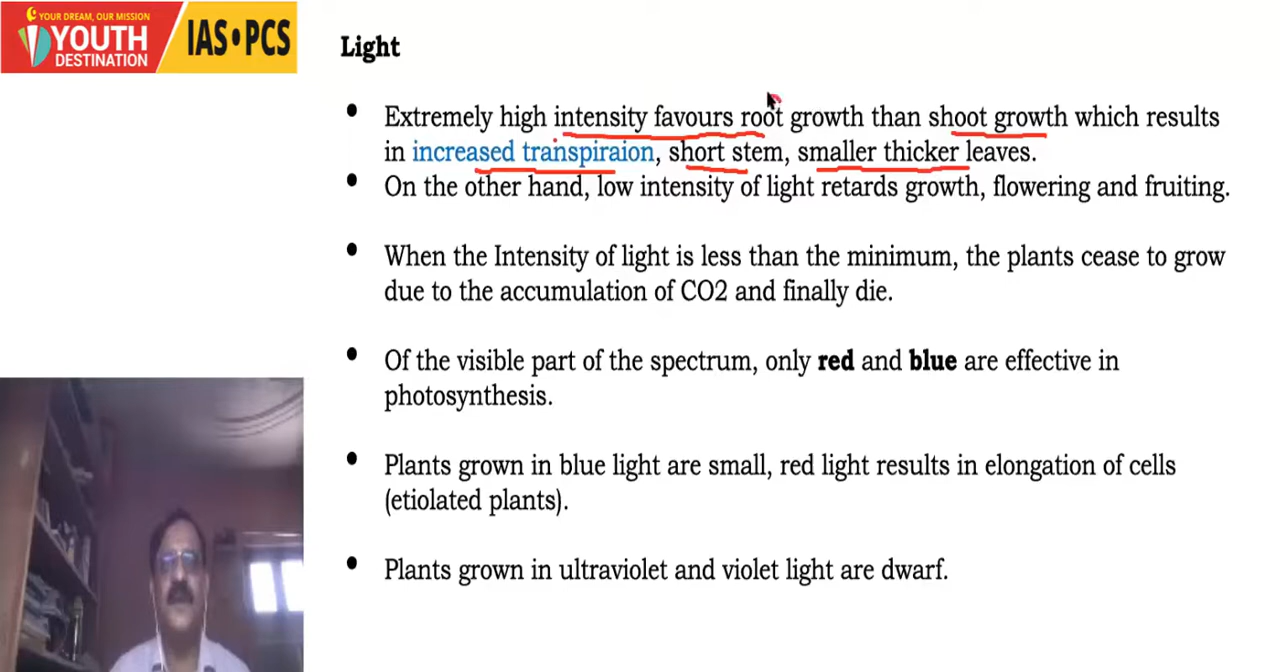 YOUR DREAM, OUR MISSION
YOUTH
DESTINATION
IAS•PCS
Light
• Extremely high intensity favours root growth than shoot growth which results
in increased transpiraion, short stem, smaller thicker leaves.
• On the other hand, low intensity of light retards growth, flowering and fruiting.
• When the Intensity of light is less than the minimum, the plants cease to grow
due to the accumulation of CO2 and finally die.
• Of the visible part of the spectrum, only red and blue are effective in
photosynthesis.
• Plants grown in blue light are small, red light results in elongation of cells
(etiolated plants).
• Plants grown in ultraviolet and violet light are dwarf.